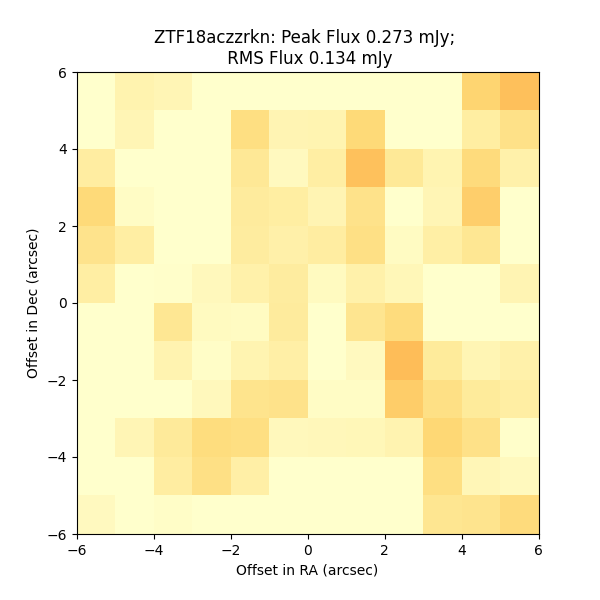 ZTF18aczzrkn: Peak Flux 0.273 mJy;
RMS Flux 0.134 mJy
6
4
2
0
−2
−4
−6
Offset in Dec (arcsec)
−6 −4 −2 0 2 4 6
Offset in RA (arcsec)